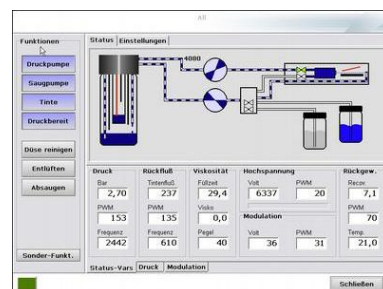 Funktionen
Status Einstellungen
Druckpumpe
Saugpumpe
Tinte
Druckbereit
Düse reinigen
Entlüften
Absaugen
Sonder-Funkt.
4080
Druck Rückfluß Viskosität Hochspannung Rückgew.
Bar Tintenfluß Füllzeit Volt PWM Recov
2,70 237 29,4 6337 20 7,1
PWM PWM Visko PWM
153 135 0,0 Modulation 70
Frequenz Frequenz Pegel Volt PWM Temp.
2442 610 40 36 31 21,0
Status-Vars Druck Modulation
Schließen